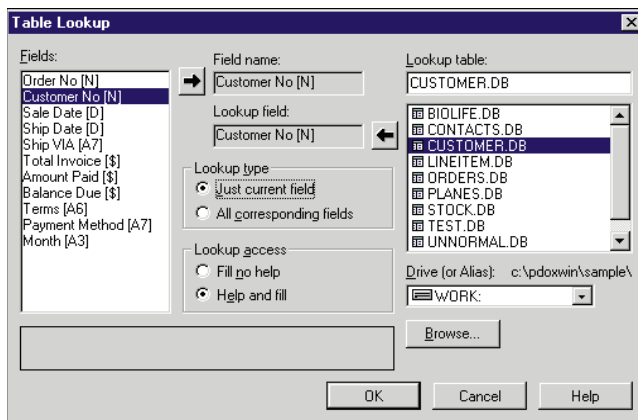 Table Lookup
Fields:
Order No [N]
Customer No [N]
Sale Date [D]
Ship Date [D]
Ship VIA [A7]
Total Invoice [$]
Amount Paid [$]
Balance Due [$]
Terms [A6]
Payment Method [A7]
Month [A3]
Field name:
Customer No [N]
Lookup field:
Customer No [N]
Lookup type
Just current field
All corresponding fields
Lookup access
Fill no help
Help and fill
Lookup table:
CUSTOMER.DB
BIOLIFE.DB
CONTACTS.DB
CUSTOMER.DB
LINEITEM.DB
ORDERS.DB
PLANES.DB
STOCK.DB
TEST.DB
UNNORMAL.DB
Drive (or Alias): c:\pdoxwin\sample\
WORK:
Browse...
OK
Cancel
Help